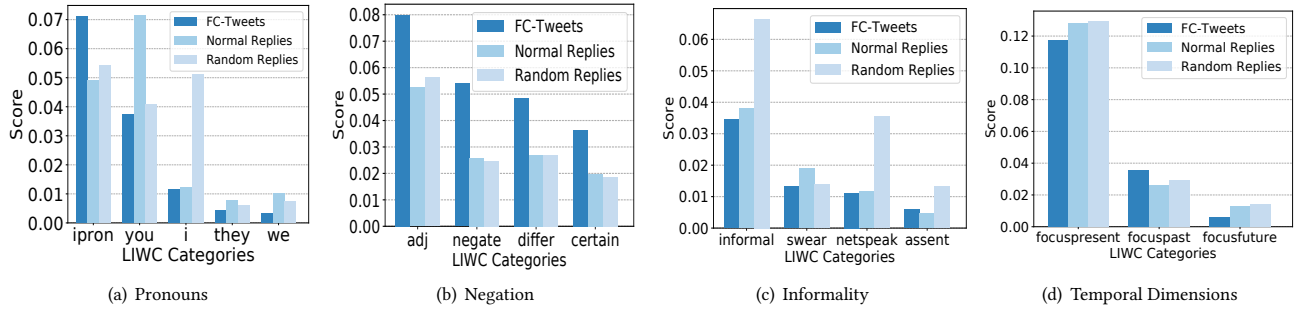 0.07
0.06
0.05
0.04
0.03
0.02
0.01
0.00
Score
FC-Tweets
Normal Replies
Random Replies
ipron you i they we
LIWC Categories
(a) Pronouns
0.08
0.07
0.06
0.05
0.04
0.03
0.02
0.01
0.00
Score
FC-Tweets
Normal Replies
Random Replies
adj negate differ certain
LIWC Categories
(b) Negation
0.06
0.05
0.04
0.03
0.02
0.01
0.00
Score
FC-Tweets
Normal Replies
Random Replies
informal swear netspeak assent
LIWC Categories
(c) Informality
0.12
0.10
0.08
0.06
0.04
0.02
0.00
Score
FC-Tweets
Normal Replies
Random Replies
focuspresent focuspast focusfuture
LIWC Categories
(d) Temporal Dimensions